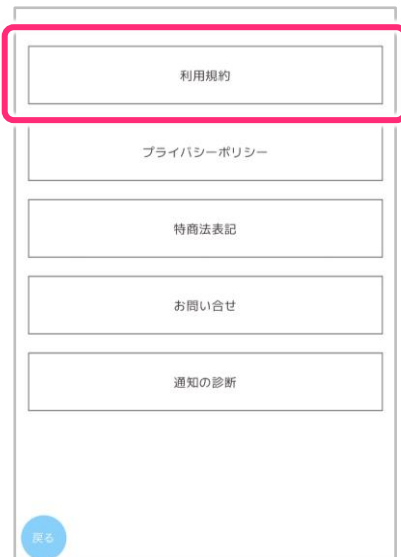 利用規約
プライバシーポリシー
特商法表記
お問い合せ
通知の診断
戻る